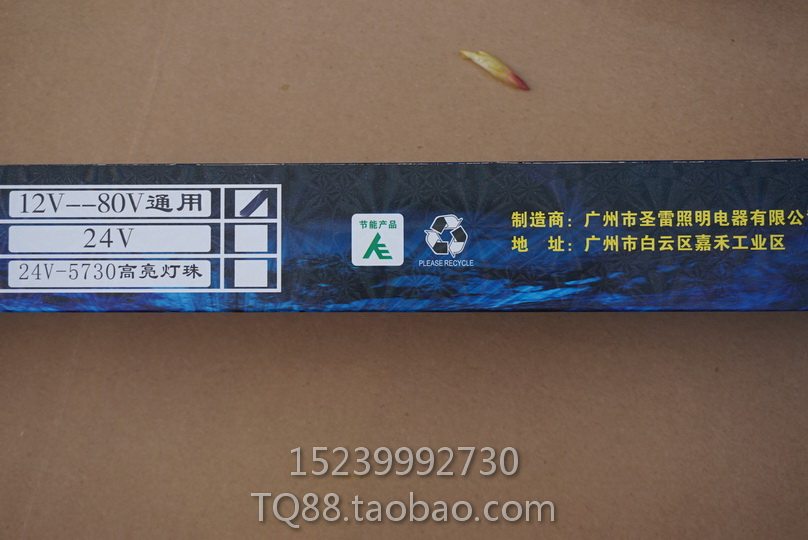 12V--80V通用
24V
24V-5730高亮灯珠
节能产品
PLEASE RECYCLE
制造商：广州市圣雷照明电器有限公
地 址：广州市白云区嘉禾工业区
15239992730
TQ88.taobao.com